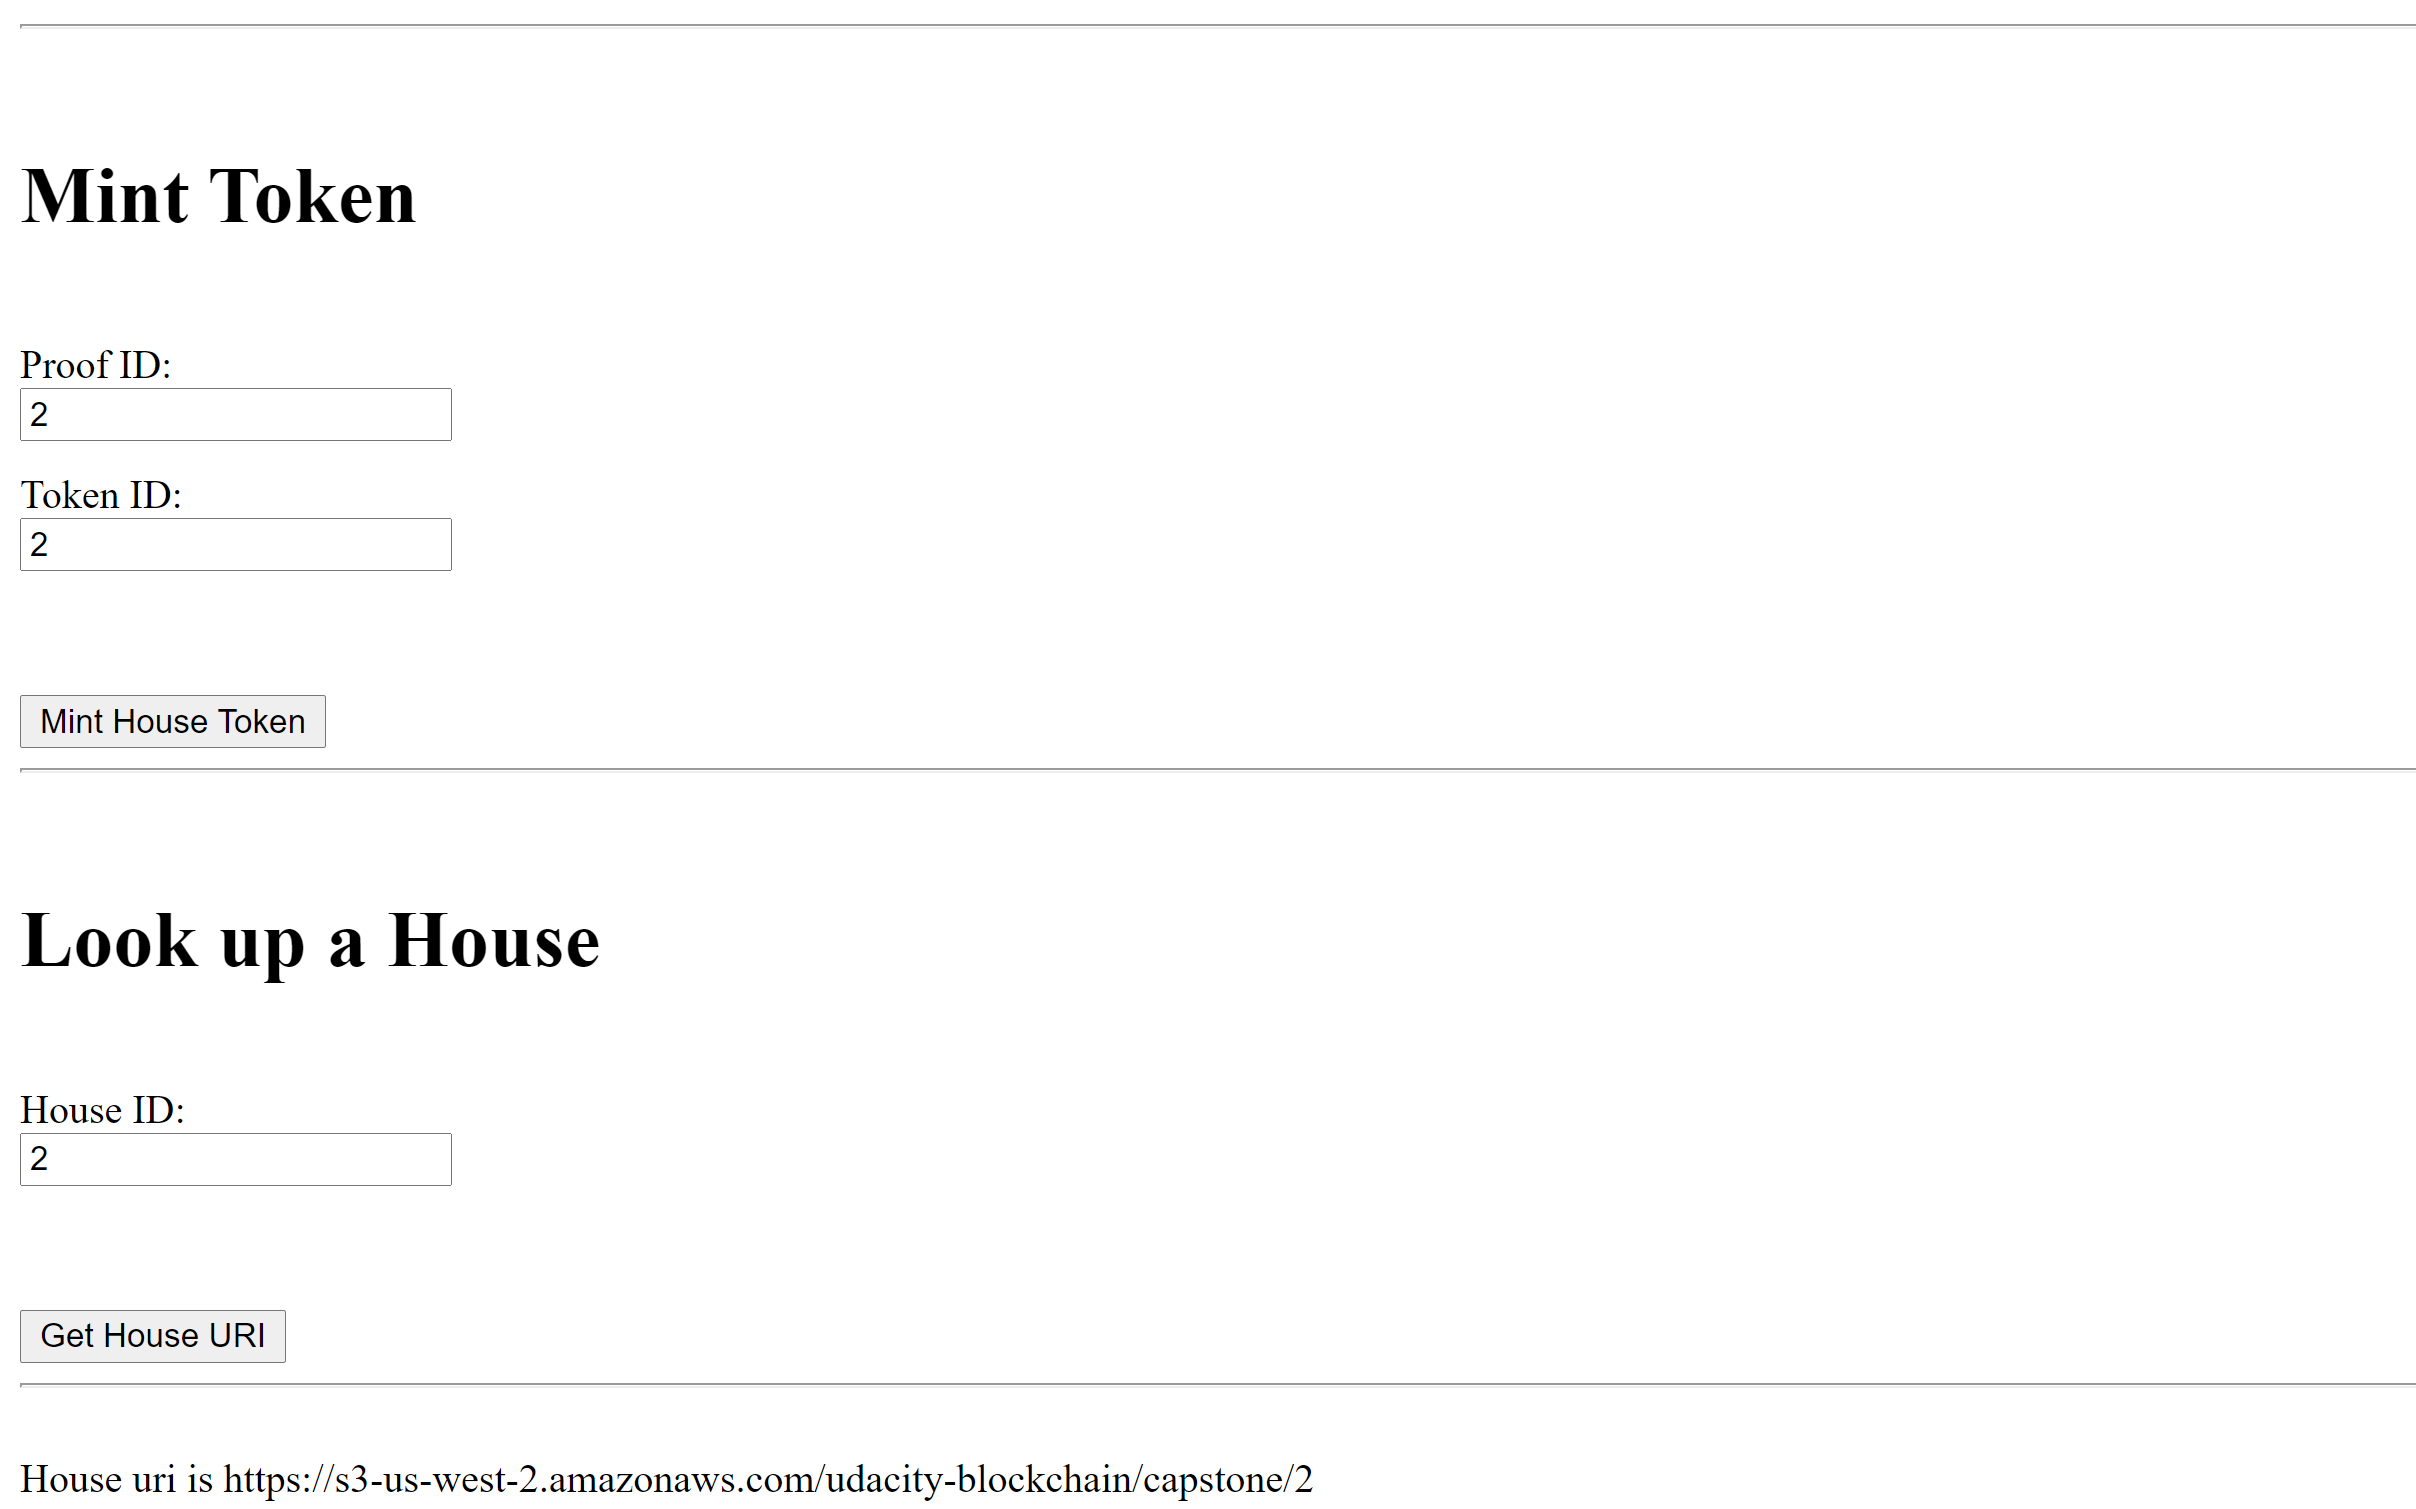 Mint Token
Proof ID:
2
Token ID:
2
Mint House Token
Look up a House
House ID:
2
Get House URI
House uri is https://s3-us-west-2.amazonaws.com/udacity-blockchain/capstone/2